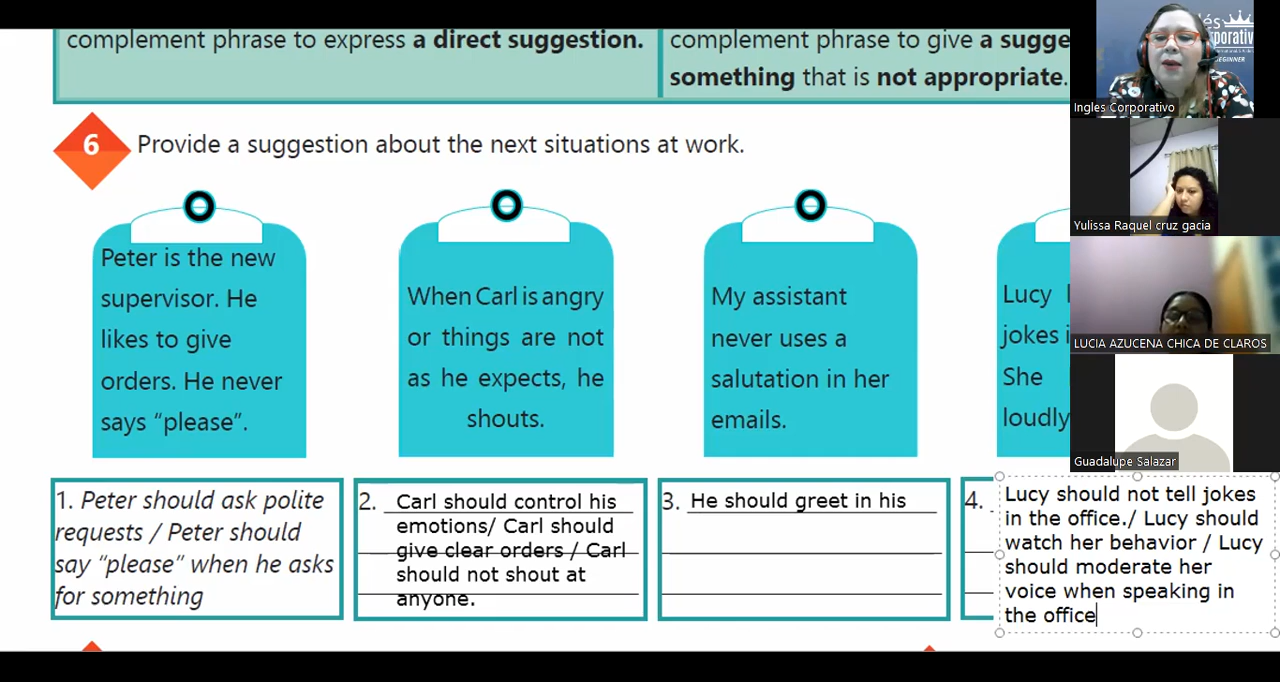 complement phrase to express a direct suggestion.
complement phrase to give a sugge
something that is not appropriate.
6
Provide a suggestion about the next situations at work.
Peter is the new
supervisor. He
likes to give
orders. He never
says “please”.
When Carl is angry
or things are not
as he expects, he
shouts.
My assistant
never uses a
salutation in her
emails.
Lucy
jokes i
She
loudly
1. Peter should ask polite
requests / Peter should
say “please” when he asks
for something
2. Carl should control his
emotions/ Carl should
give clear orders / Carl
should not shout at
anyone.
3. He should greet in his
4.
Lucy should not tell jokes
in the office./ Lucy should
watch her behavior / Lucy
should moderate her
voice when speaking in
the office
Ingles Corporativo
Yulissa Raquel cruz gacia
LUCIA AZUCENA CHICA DE CLAROS
Guadalupe Salazar
és
rporativ
EGINNER